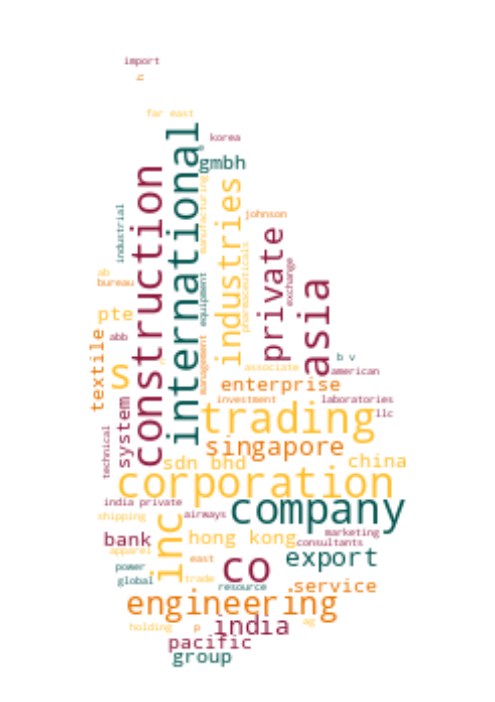 import
far east
korea
gmbh
international
construction
industries
manufacturing
johnson
industrial
private
exchange
pharmaceuticals
ab
bureau
equipment
asia
pte
abb
textile
s
management
b v
associate
american
enterprise
system
investment
laboratories
trading
llc
technical
singapore
sdn bhd
china
corporation
india private
company
shipping
airways
inc
bank
hong kong
marketing
consultants
apparel
east
export
power
co
global
trade
resource
service
engineering
holding
p
india
ag
pacific
group